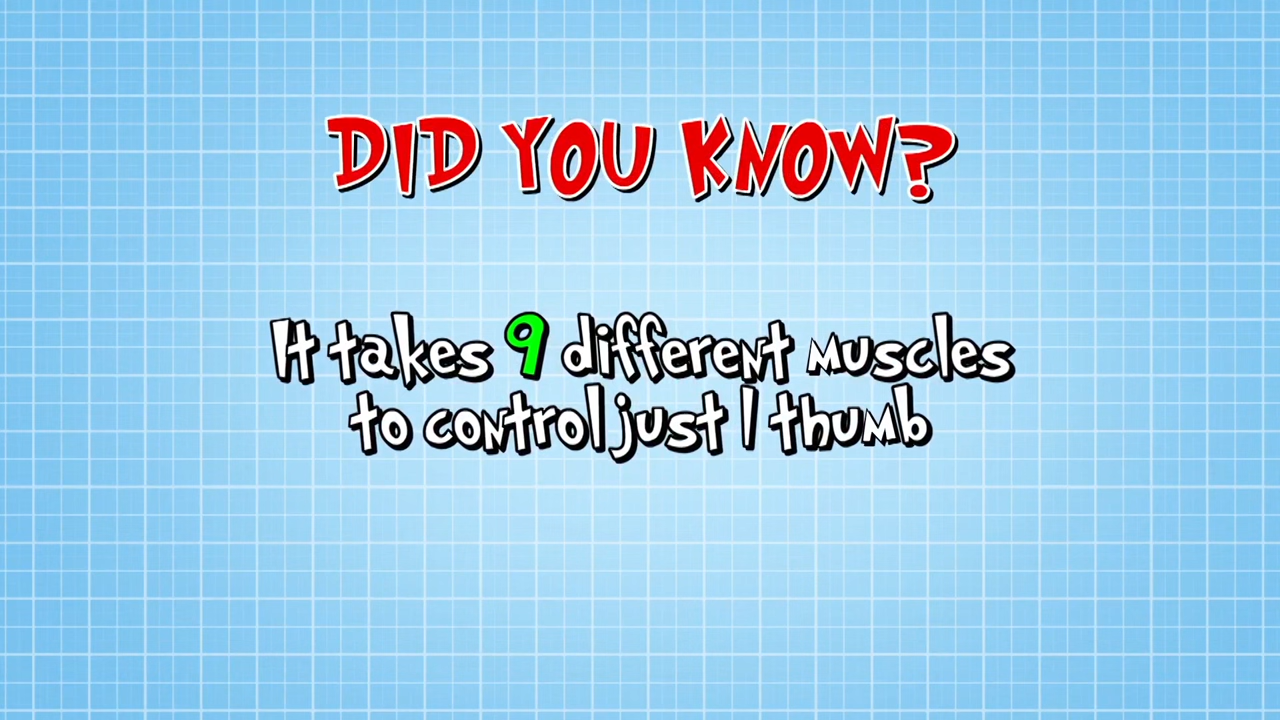 DID YOU KNOW?
It takes 9 different muscles
to control just 1 thumb